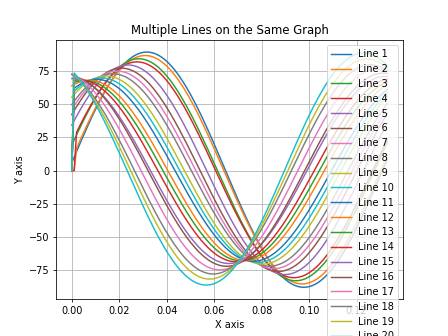 Multiple Lines on the Same Graph
Y axis
75
50
25
0
−25
−50
−75
0.00
0.02
0.04
0.06
0.08
0.10
X axis
Line 1
Line 2
Line 3
Line 4
Line 5
Line 6
Line 7
Line 8
Line 9
Line 10
Line 11
Line 12
Line 13
Line 14
Line 15
Line 16
Line 17
Line 18
Line 19
Line 20